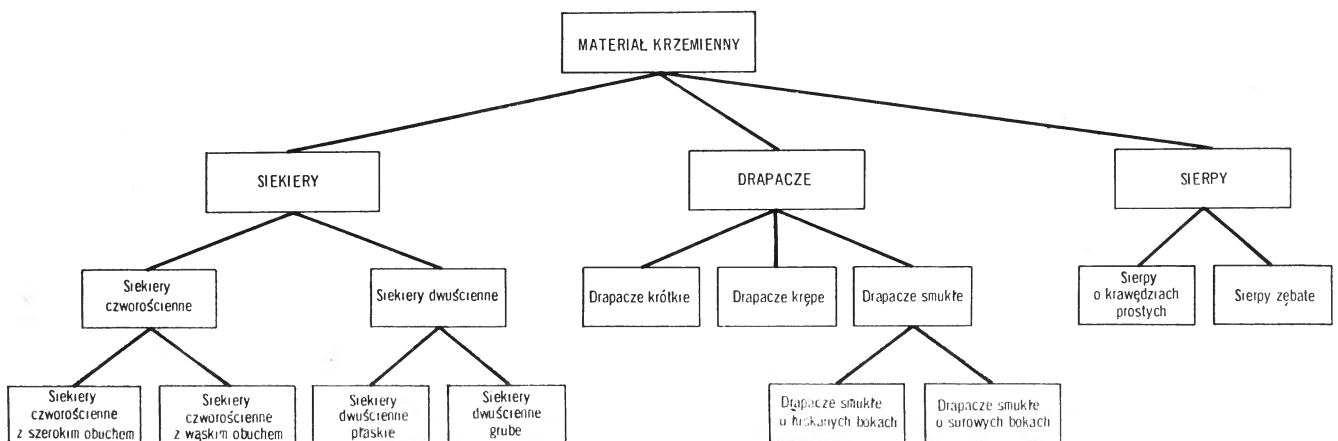 MATERIAŁ KRZEMIENNY
SIEKIERY
DRAPACZE
SIERPY
Siekiery
czworościenne
Siekiery dwuścienne
Drapacze krótkie
Drapacze krępe
Drapacze smukłe
Sierpy
o krawędziach
prostych
Sierpy zębate
Siekiery
czworościenne
z szerokim obuchem
Siekiery
czworościenne
z wąskim obuchem
Siekiery
dwuścienne
płaskie
Siekiery
dwuścienne
grube
Drapacze smukłe
o łuskanych bokach
Drapacze smukłe
o surowych bokach